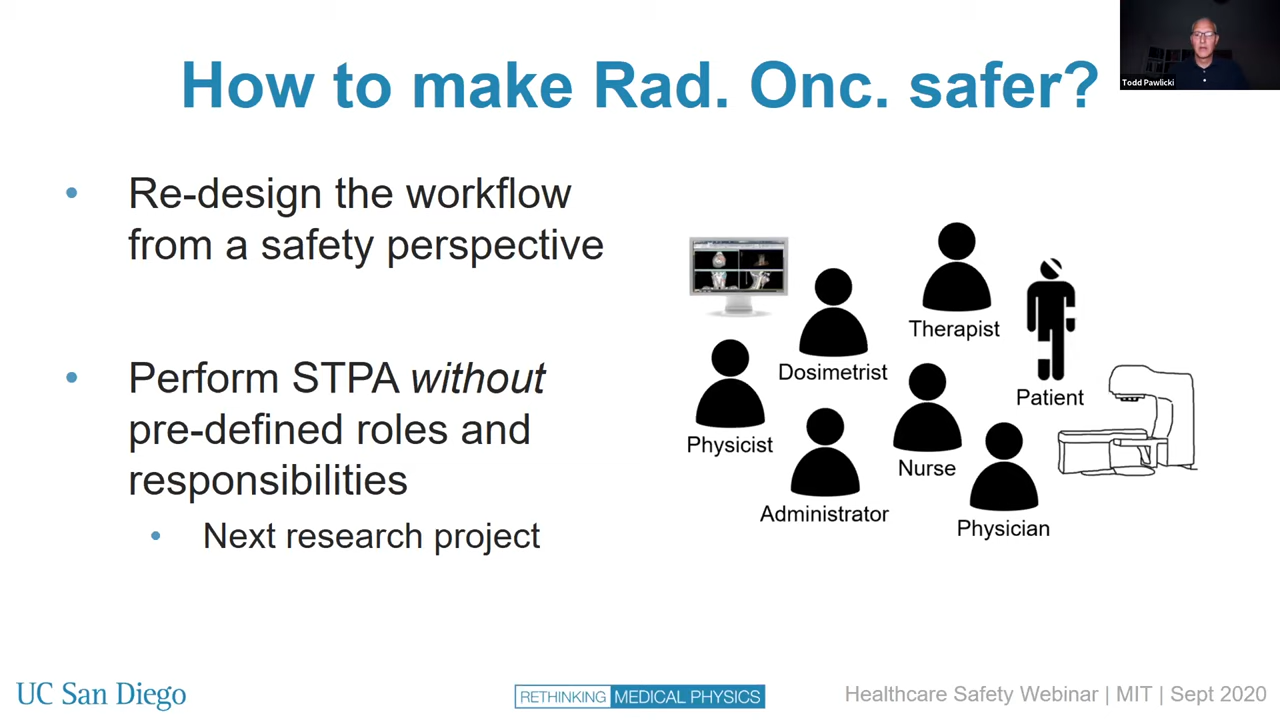 How to make Rad. Onc. safer?
Todd Pawlicki
• Re-design the workflow
from a safety perspective
• Perform STPA without
pre-defined roles and
responsibilities
• Next research project
Therapist
Dosimetrist
Patient
Physicist
Nurse
Administrator
Physician
UC San Diego
RETHINKING MEDICAL PHYSICS
Healthcare Safety Webinar | MIT | Sept 2020